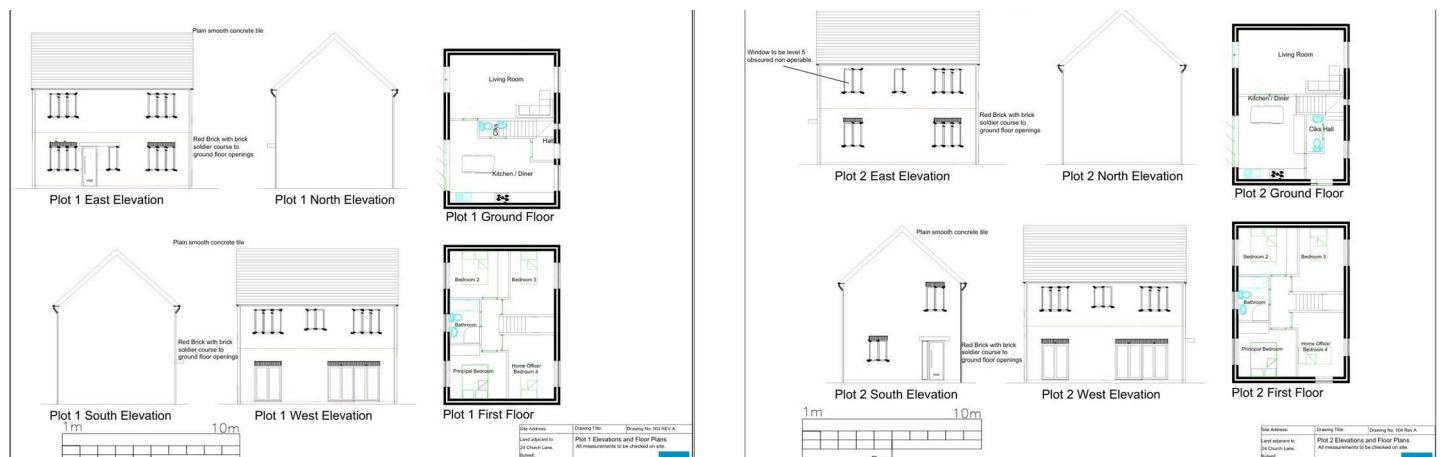 Plain smooth concrete tile
Living Room
Clks
Hall
Kitchen / Diner
Red Brick with brick
soldier course to
ground floor openings
Plot 1 East Elevation
Plot 1 North Elevation
Plot 1 Ground Floor
Plain smooth concrete tile
Bedroom 2
Bedroom 3
Bathroom
Red Brick with brick
soldier course to
ground floor openings
Principal Bedroom
Home Office/
Bedroom 4
Plot 1 South Elevation
Plot 1 West Elevation
Plot 1 First Floor
1m
10m
Site Address:
Drawing Title:
Drawing No: 003 REV A
Land adjacent to
24 Church Lane,
Bulwell,
Plot 1 Elevations and Floor Plans
All measurements to be checked on site.
Window to be level 5
obscured non operable.
Living Room
Kitchen / Diner
Clks Hall
Red Brick with brick
soldier course to
ground floor openings
Plot 2 East Elevation
Plot 2 North Elevation
Plot 2 Ground Floor
Plain smooth concrete tile
Bedroom 2
Bedroom 3
Bathroom
Red Brick with brick
soldier course to
ground floor openings
Principal Bedroom
Home Office/
Bedroom 4
Plot 2 South Elevation
Plot 2 West Elevation
Plot 2 First Floor
1m
10m
Site Address:
Drawing Title:
Drawing No: 004 Rev A
Land adjacent to
24 Church Lane,
Bulwell,
Plot 2 Elevations and Floor Plans
All measurements to be checked on site.